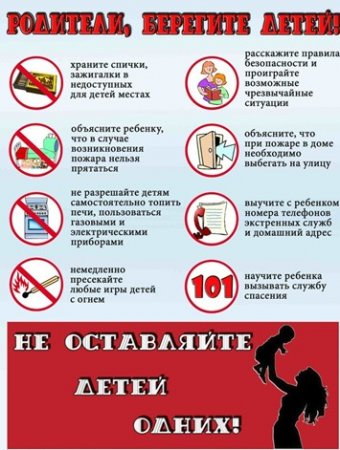 РОДИТЕЛИ, БЕРЕГИТЕ ДЕТЕЙ!
храните спички,
зажигалки в
недоступных
для детей местах
расскажите правила
безопасности и
проиграйте
возможные
чрезвычайные
ситуации
объясните ребенку,
что в случае
возникновения
пожара нельзя
прятаться
объясните, что
при пожаре в доме
необходимо
выбегать на улицу
не разрешайте детям
самостоятельно топить
печи, пользоваться
газовыми и
электрическими
приборами
выучите с ребенком
номера телефонов
экстренных служб
и домашний адрес
немедленно
пресекайте
любые игры детей
с огнем
101
научите ребенка
вызывать службу
спасения
НЕ ОСТАВЛЯЙТЕ
ДЕТЕЙ
ОДНИХ!